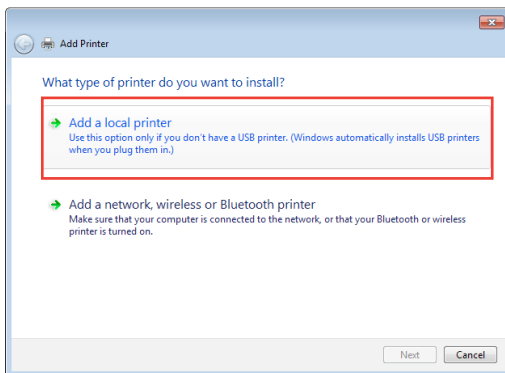 Add Printer
What type of printer do you want to install?
Add a local printer
Use this option only if you don't have a USB printer. (Windows automatically installs USB printers
when you plug them in.)
Add a network, wireless or Bluetooth printer
Make sure that your computer is connected to the network, or that your Bluetooth or wireless
printer is turned on.
Next Cancel